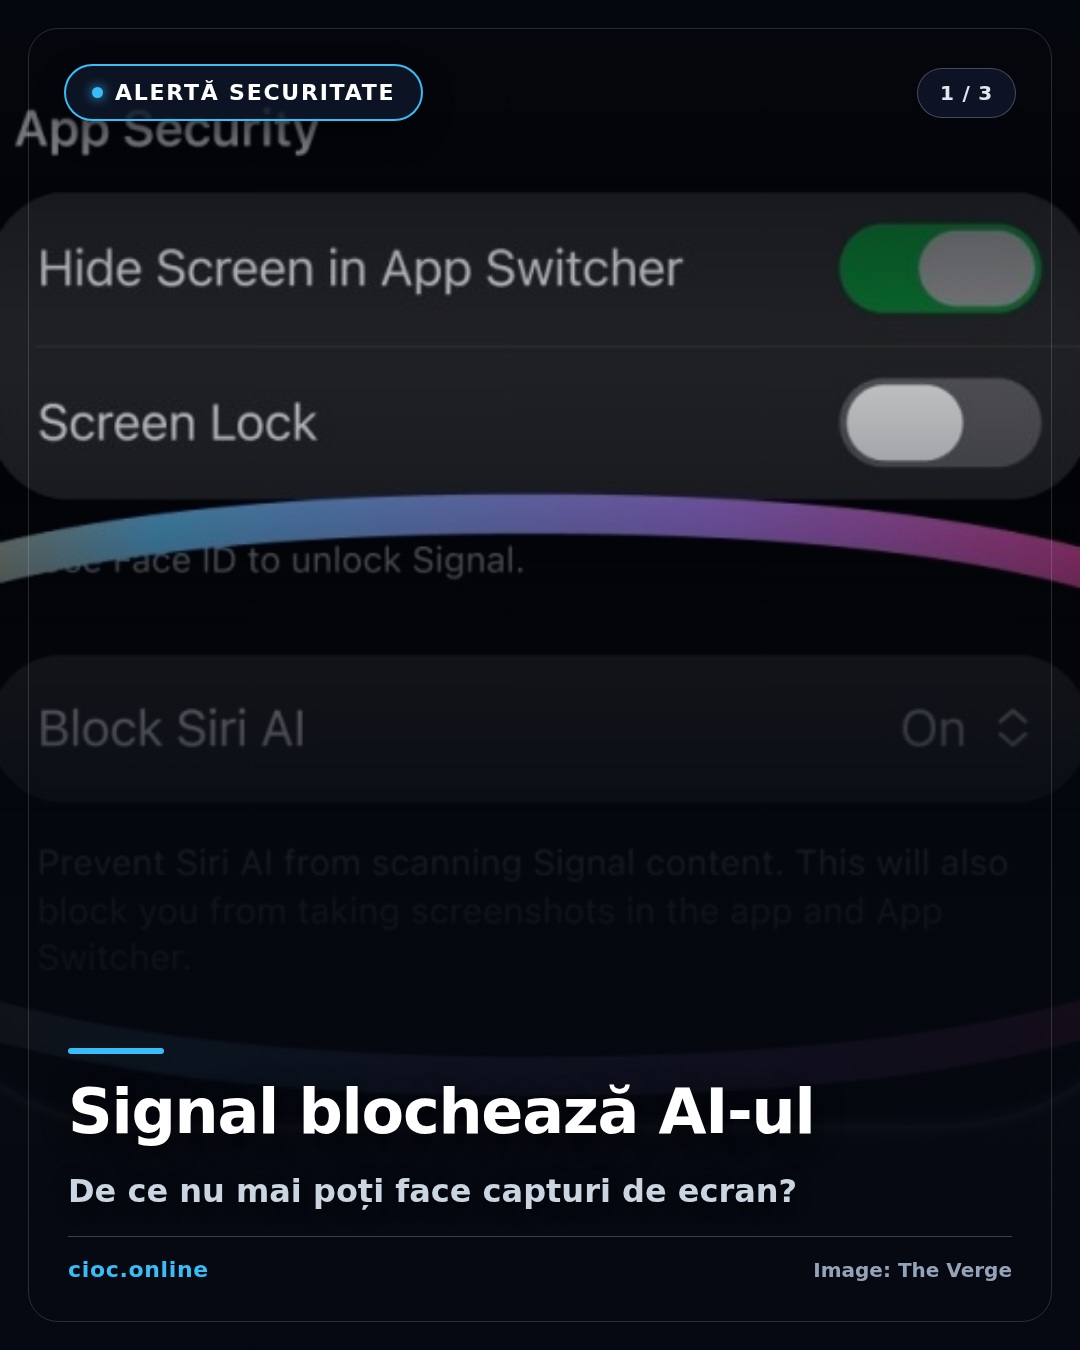 ALERTĂ SECURITATE
1 / 3
App Security
Hide Screen in App Switcher
Screen Lock
Use Face ID to unlock Signal.
Block Siri AI
On
Prevent Siri AI from scanning Signal content. This will also
block you from taking screenshots in the app and App
Switcher.
Signal blochează AI-ul
De ce nu mai poți face capturi de ecran?
cioc.online
Image: The Verge